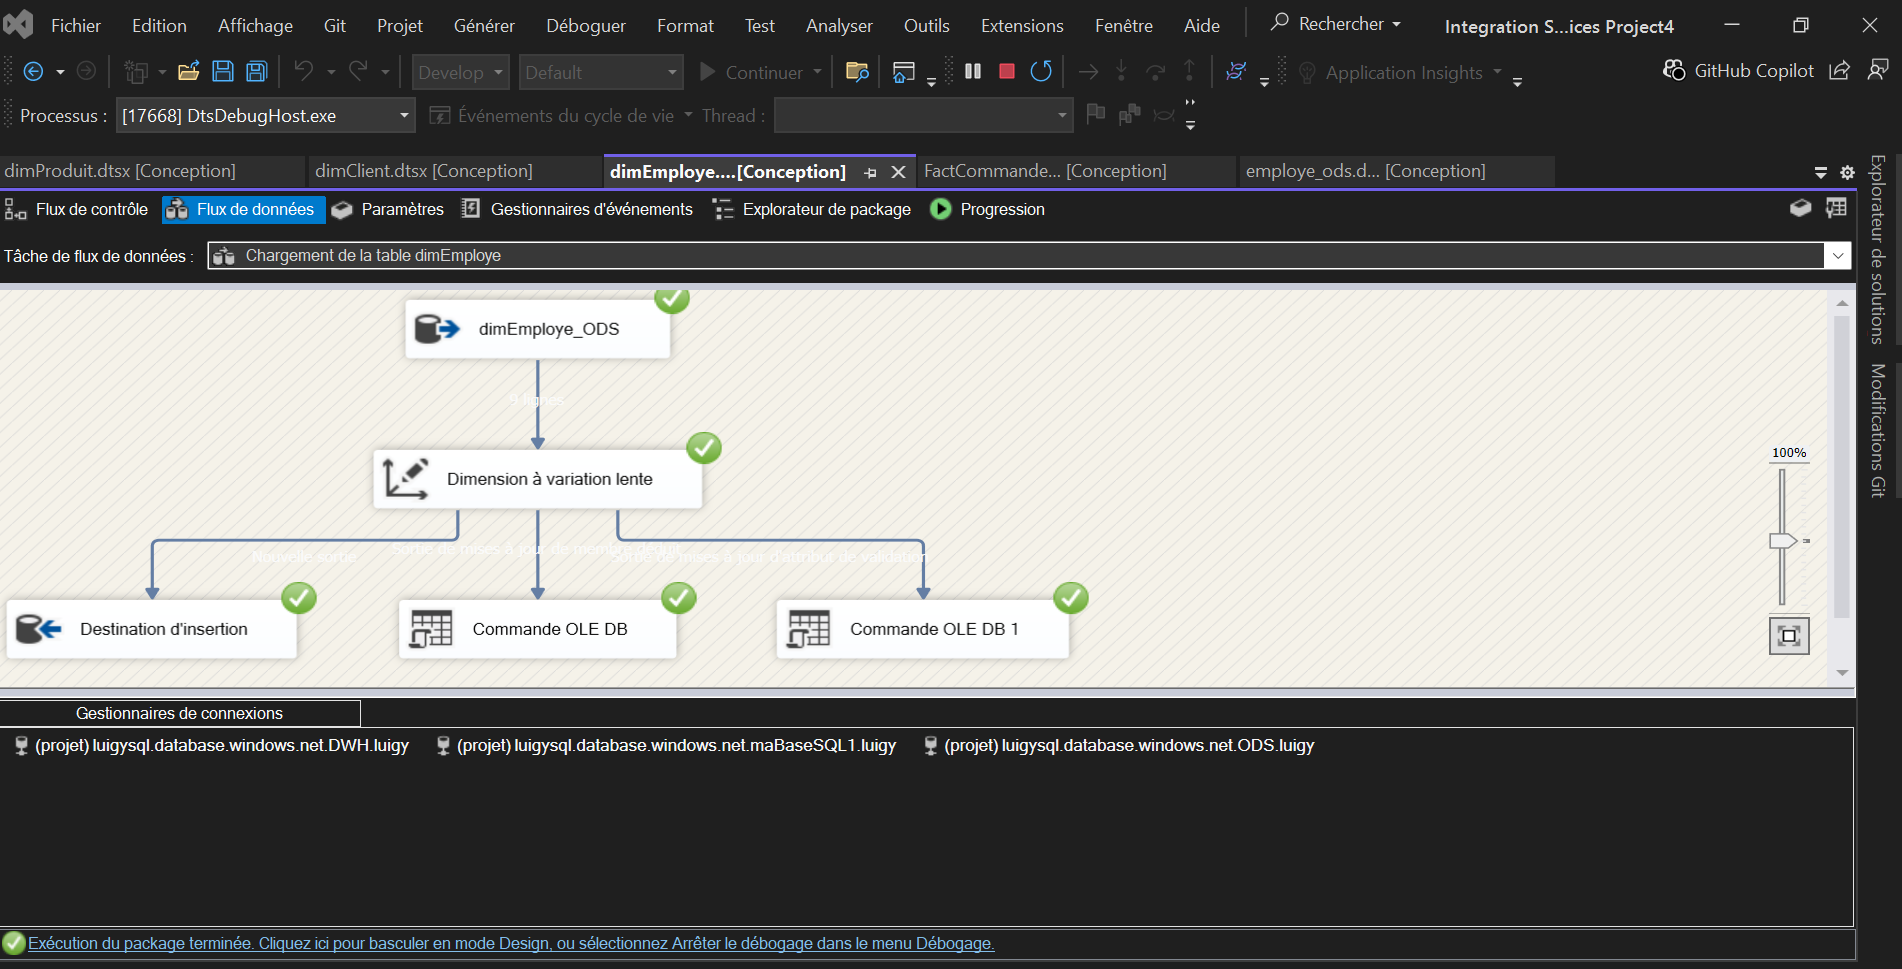 Fichier Edition Affichage Git Projet Générer Déboguer Format Test Analyser Outils Extensions Fenêtre Aide Rechercher Integration S...ices Project4
Develop Default Continuer Application Insights GitHub Copilot
Processus : [17668] DtsDebugHost.exe Événements du cycle de vie Thread :
dimProduit.dtsx [Conception] dimClient.dtsx [Conception] dimEmploye....[Conception] FactCommande... [Conception] employe_ods.d... [Conception]
Flux de contrôle Flux de données Paramètres Gestionnaires d'événements Explorateur de package Progression
Tâche de flux de données : Chargement de la table dimEmploye
dimEmploye_ODS
9 lignes
Dimension à variation lente
Nouvelle sortie Sortie de mises à jour de membre mises à jour d'attribut de validation
Destination d'insertion Commande OLE DB Commande OLE DB 1
100%
Gestionnaires de connexions
(projet) luigysql.database.windows.net.DWH.luigy (projet) luigysql.database.windows.net.maBaseSQL1.luigy (projet) luigysql.database.windows.net.ODS.luigy
Exécution du package terminée. Cliquez ici pour basculer en mode Design, ou sélectionnez Arrêter le débogage dans le menu Débogage.
Explorateur de solutions
Modifications Git